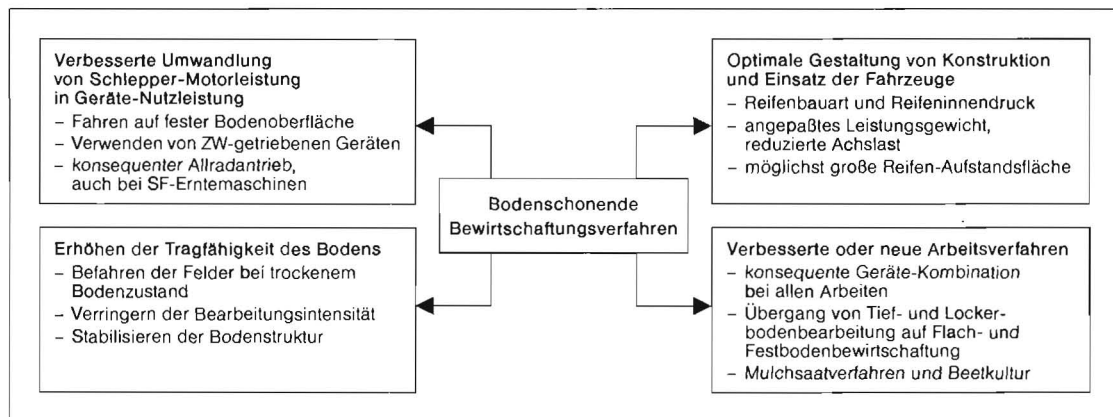 Verbesserte Umwandlung
von Schlepper-Motorleistung
in Geräte-Nutzleistung
– Fahren auf fester Bodenoberfläche
– Verwenden von ZW-getriebenen Geräten
– konsequenter Allradantrieb,
auch bei SF-Erntemaschinen
Optimale Gestaltung von Konstruktion
und Einsatz der Fahrzeuge
– Reifenbauart und Reifeninnendruck
– angepaßtes Leistungsgewicht,
reduzierte Achslast
– möglichst große Reifen-Aufstandsfläche
Bodenschonende
Bewirtschaftungsverfahren
Erhöhen der Tragfähigkeit des Bodens
– Befahren der Felder bei trockenem
Bodenzustand
– Verringern der Bearbeitungsintensität
– Stabilisieren der Bodenstruktur
Verbesserte oder neue Arbeitsverfahren
– konsequente Geräte-Kombination
bei allen Arbeiten
– Übergang von Tief- und Locker-
bodenbearbeitung auf Flach- und
Festbodenbewirtschaftung
– Mulchsaatverfahren und Beetkultur